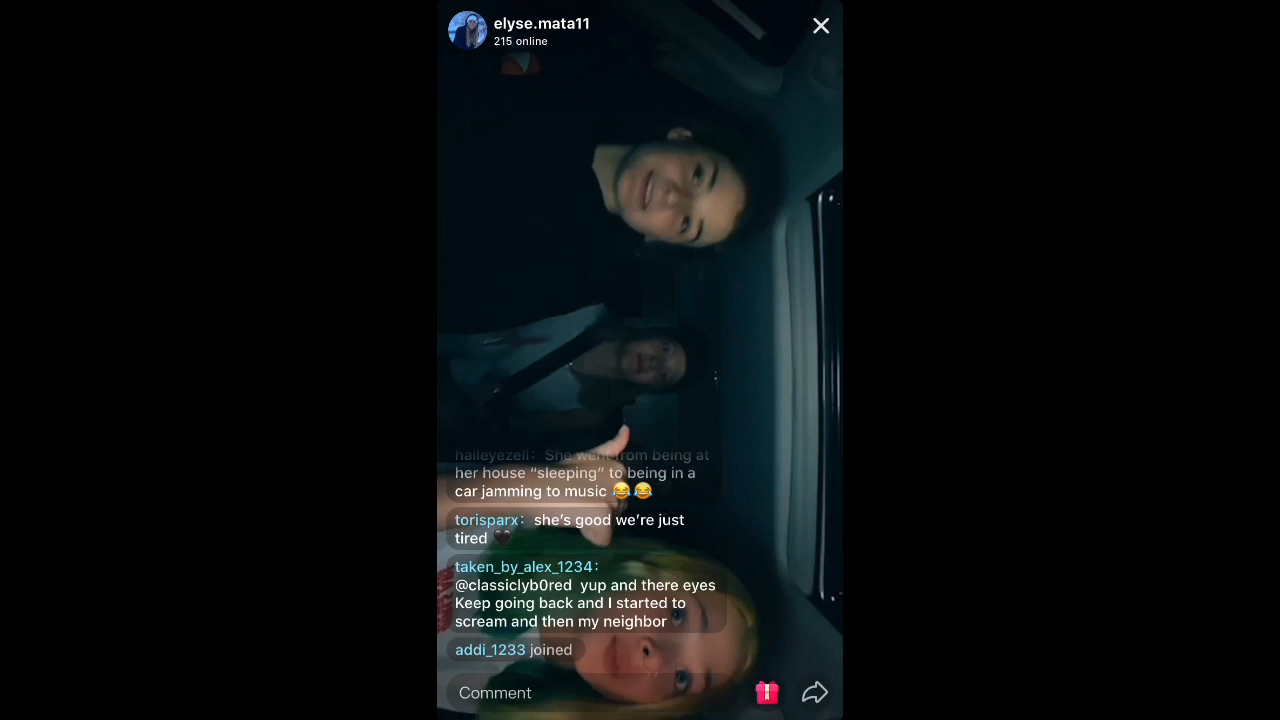 elyse.mata11
215 online
haileyezell: She went from being at
her house “sleeping” to being in a
car jamming to music 😂😂
torisparx: she’s good we’re just
tired 🖤
taken_by_alex_1234:
@classiclyb0red yup and there eyes
Keep going back and I started to
scream and then my neighbor
addi_1233 joined
Comment